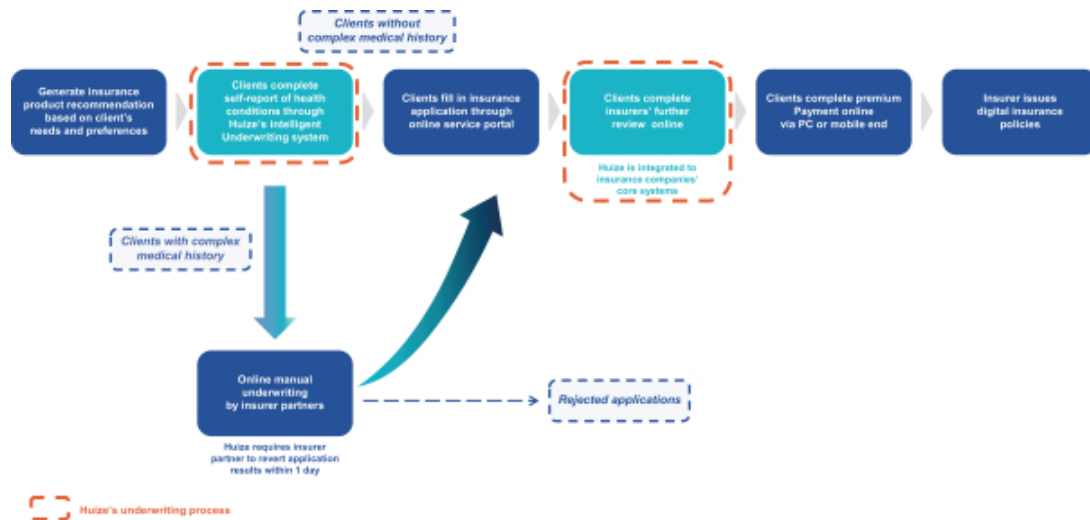 Clients without
complex medical history
Generate insurance
product recommendation
based on client's
needs and preferences
Clients complete
self-report of health
conditions through
Huize's intelligent
Underwriting system
Clients fill in insurance
application through
online service portal
Clients complete
insurers' further
review online
Clients complete premium
Payment online
via PC or mobile end
Insurer issues
digital insurance
policies
Huize is integrated to
insurance companies'
core systems
Clients with complex
medical history
Online manual
underwriting
by insurer partners
Rejected applications
Huize requires insurer
partner to revert application
results within 1 day
Huize's underwriting process